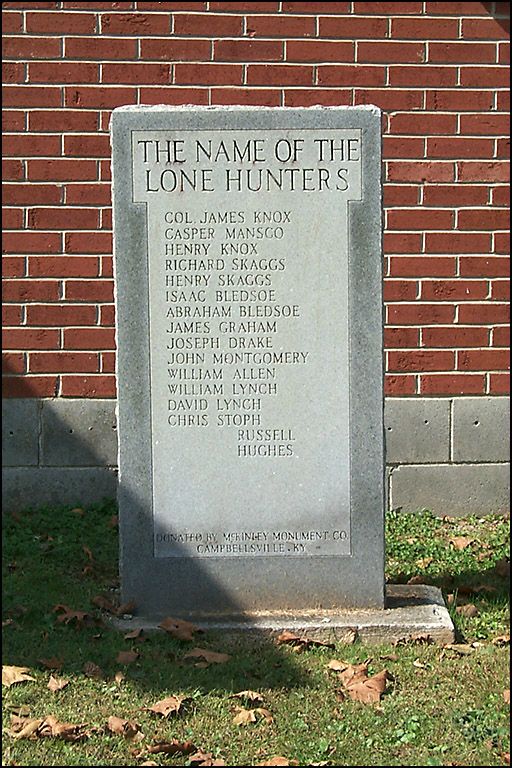 THE NAME OF THE
LONE HUNTERS
COL. JAMES KNOX
CASPER MANSCO
HENRY KNOX
RICHARD SKAGGS
HENRY SKAGGS
ISAAC BLEDSOE
ABRAHAM BLEDSOE
JAMES GRAHAM
JOSEPH DRAKE
JOHN MONTGOMERY
WILLIAM ALLEN
WILLIAM LYNCH
DAVID LYNCH
CHRIS STOPH
RUSSELL
HUGHES
DONATED BY MCKINLEY MONUMENT CO.
CAMPBELLSVILLE, KY